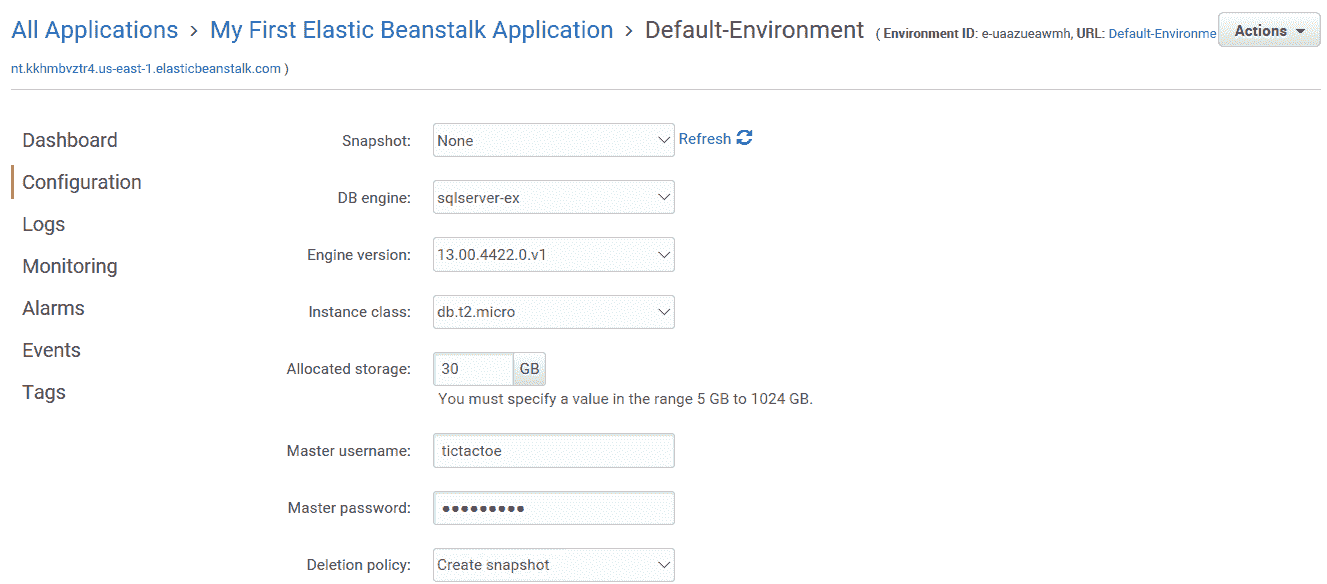 All Applications > My First Elastic Beanstalk Application > Default-Environment ( Environment ID: e-uaazueawmh, URL: Default-Environme Actions
nt.kkhmbvztr4.us-east-1.elasticbeanstalk.com )
Dashboard
Configuration
Logs
Monitoring
Alarms
Events
Tags
Snapshot: None Refresh
DB engine: sqlserver-ex
Engine version: 13.00.4422.0.v1
Instance class: db.t2.micro
Allocated storage: 30 GB
You must specify a value in the range 5 GB to 1024 GB.
Master username: tictactoe
Master password: ●●●●●●●●●
Deletion policy: Create snapshot